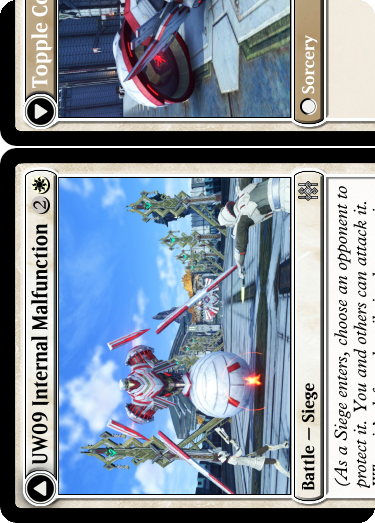 Topple Co
Sorcery
UW09 Internal Malfunction 2
Battle – Siege
(As a Siege enters, choose an opponent to
protect it. You and others can attack it.